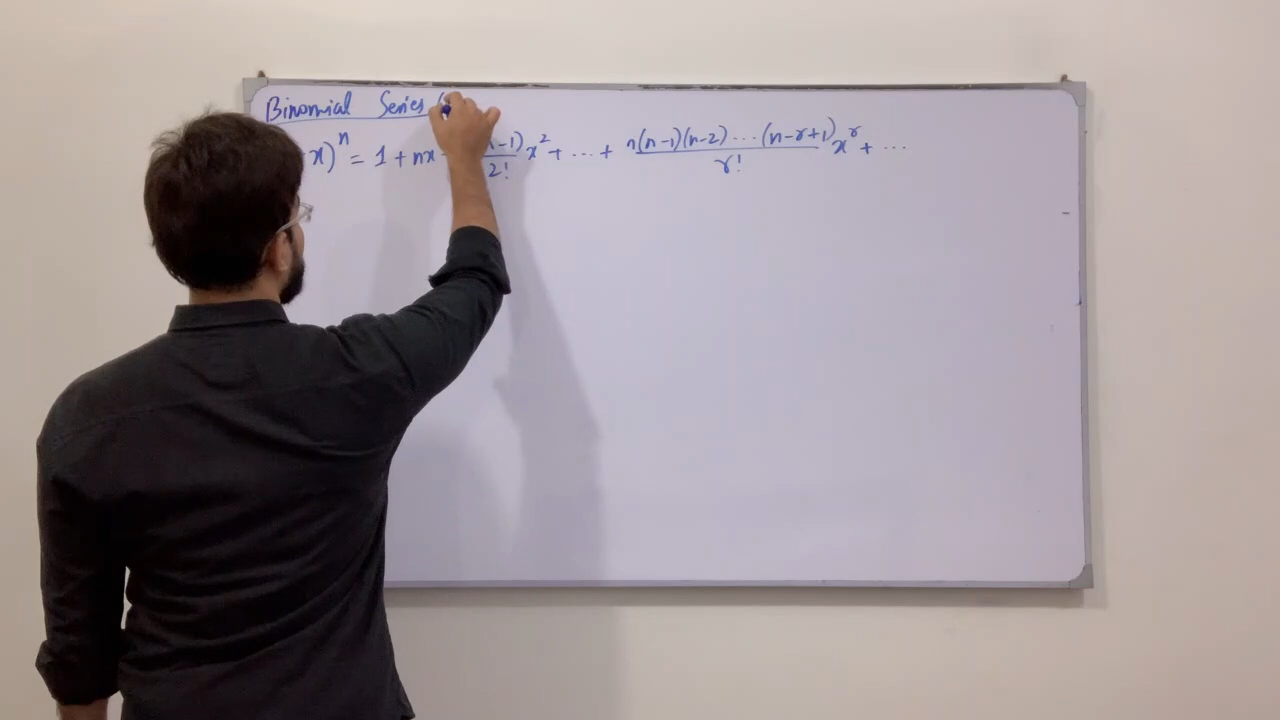 Binomial Series (
x)ⁿ = 1 + nx -1)/2! x² + ... + n(n-1)(n-2)...(n-r+1)/r! xʳ + ...